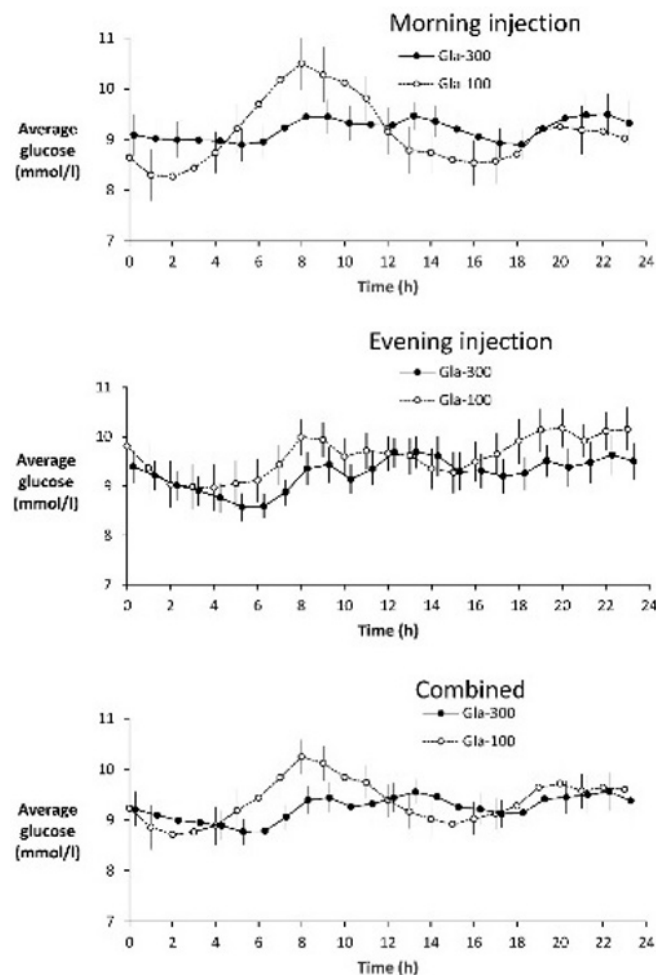 Morning injection
Gla-300
Gla-100
11
10
Average
glucose
(mmol/l)
9
8
7
0 2 4 6 8 10 12 14 16 18 20 22 24
Time (h)
Evening injection
Gla-300
Gla-100
11
10
Average
glucose
(mmol/l)
9
8
7
0 2 4 6 8 10 12 14 16 18 20 22 24
Time (h)
Combined
Gla-300
Gla-100
11
10
Average
glucose
(mmol/l)
9
8
7
0 2 4 6 8 10 12 14 16 18 20 22 24
Time (h)